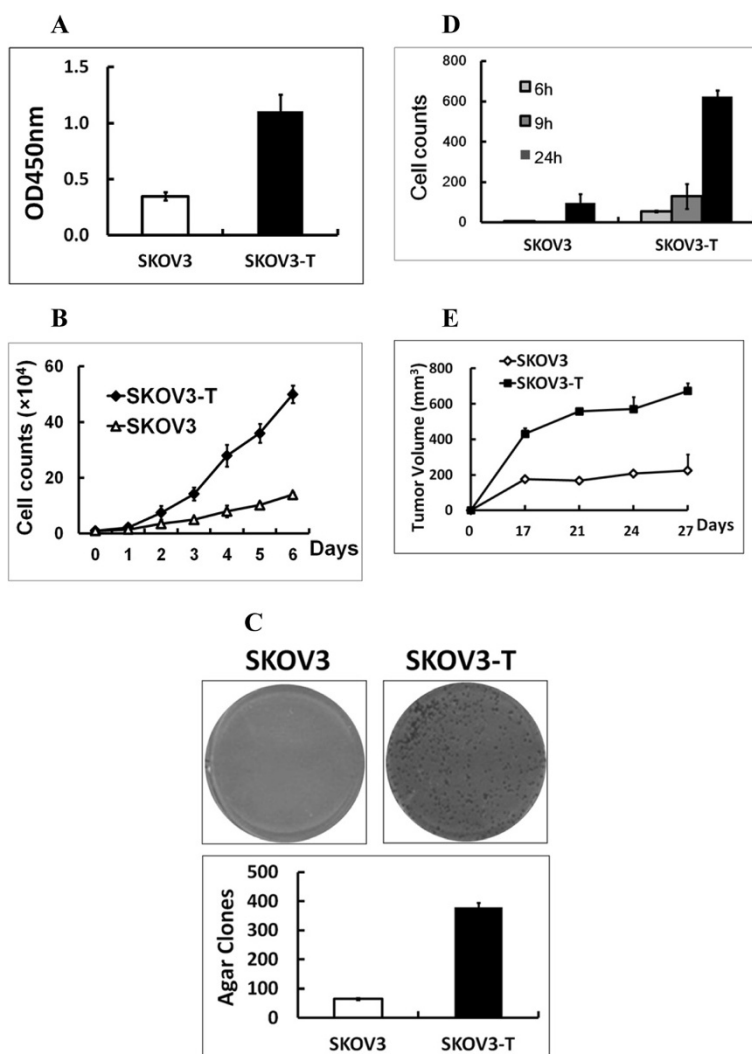 A
OD450nm
1.5
1.0
0.5
0.0
SKOV3 SKOV3-T
D
Cell counts
800
600
400
200
0
6h
9h
24h
SKOV3 SKOV3-T
B
Cell counts (×10⁴)
60
40
20
0
SKOV3-T
SKOV3
0 1 2 3 4 5 6 Days
E
Tumor Volume (mm³)
800
600
400
200
0
SKOV3
SKOV3-T
0 17 21 24 27 Days
C
SKOV3 SKOV3-T
Agar Clones
500
400
300
200
100
0
SKOV3 SKOV3-T